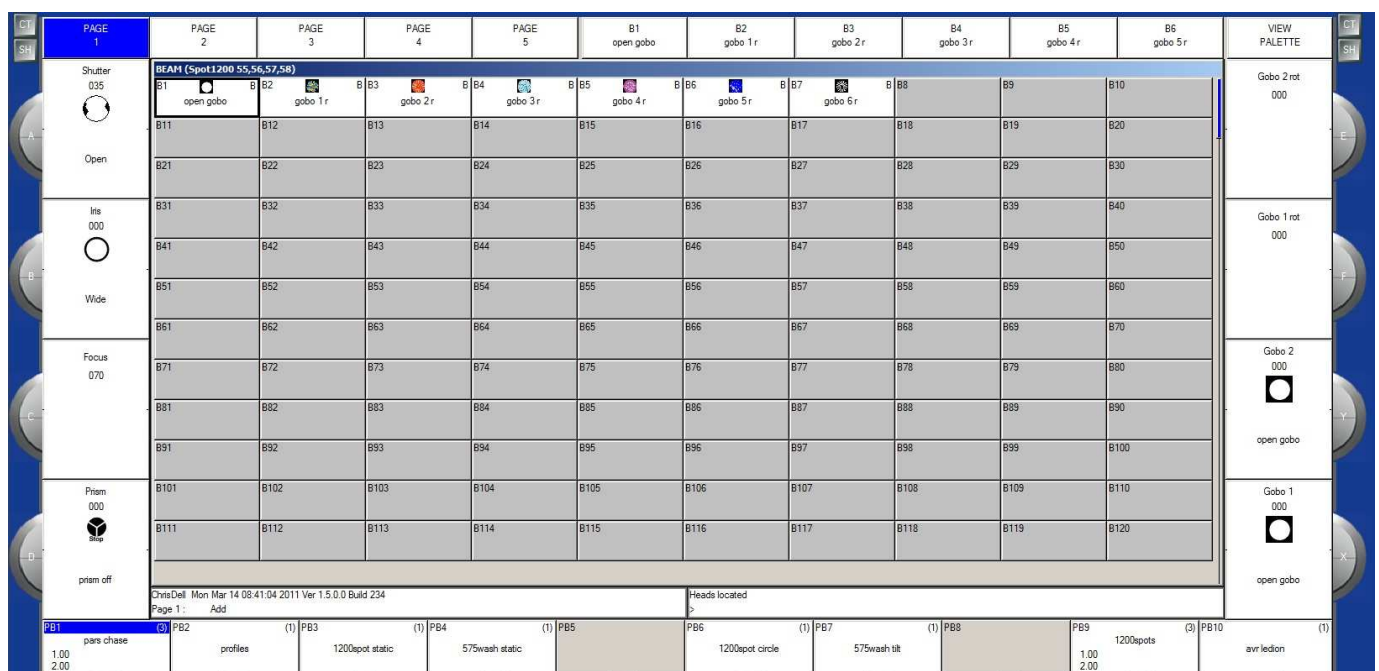 CT
SH
PAGE
1
PAGE
2
PAGE
3
PAGE
4
PAGE
5
B1
open gobo
B2
gobo 1 r
B3
gobo 2 r
B4
gobo 3 r
B5
gobo 4 r
B6
gobo 5 r
VIEW
PALETTE
CT
SH
Shutter
035
Open
A
Iris
000
Wide
B
Focus
070
C
Prism
000
Stop
prism off
D
BEAM (Spot1200 55,56,57,58)
B1 B B2 B B3 B B4 B B5 B B6 B B7 B B8 B9 B10
open gobo gobo 1 r gobo 2 r gobo 3 r gobo 4 r gobo 5 r gobo 6 r
B11 B12 B13 B14 B15 B16 B17 B18 B19 B20
B21 B22 B23 B24 B25 B26 B27 B28 B29 B30
B31 B32 B33 B34 B35 B36 B37 B38 B39 B40
B41 B42 B43 B44 B45 B46 B47 B48 B49 B50
B51 B52 B53 B54 B55 B56 B57 B58 B59 B60
B61 B62 B63 B64 B65 B66 B67 B68 B69 B70
B71 B72 B73 B74 B75 B76 B77 B78 B79 B80
B81 B82 B83 B84 B85 B86 B87 B88 B89 B90
B91 B92 B93 B94 B95 B96 B97 B98 B99 B100
B101 B102 B103 B104 B105 B106 B107 B108 B109 B110
B111 B112 B113 B114 B115 B116 B117 B118 B119 B120
Gobo 2 rot
000
E
Gobo 1 rot
000
F
Gobo 2
000
open gobo
Y
Gobo 1
000
open gobo
X
ChrisDell Mon Mar 14 08:41:04 2011 Ver 1.5.0.0 Build 234
Page 1 : Add
Heads located
>
PB1 (3)
pars chase
1.00
2.00
PB2 (1)
profiles
PB3 (1)
1200spot static
PB4 (1)
575wash static
PB5
PB6 (1)
1200spot circle
PB7 (1)
575wash tilt
PB8
PB9 (3)
1200spots
1.00
2.00
PB10 (1)
avr ledion